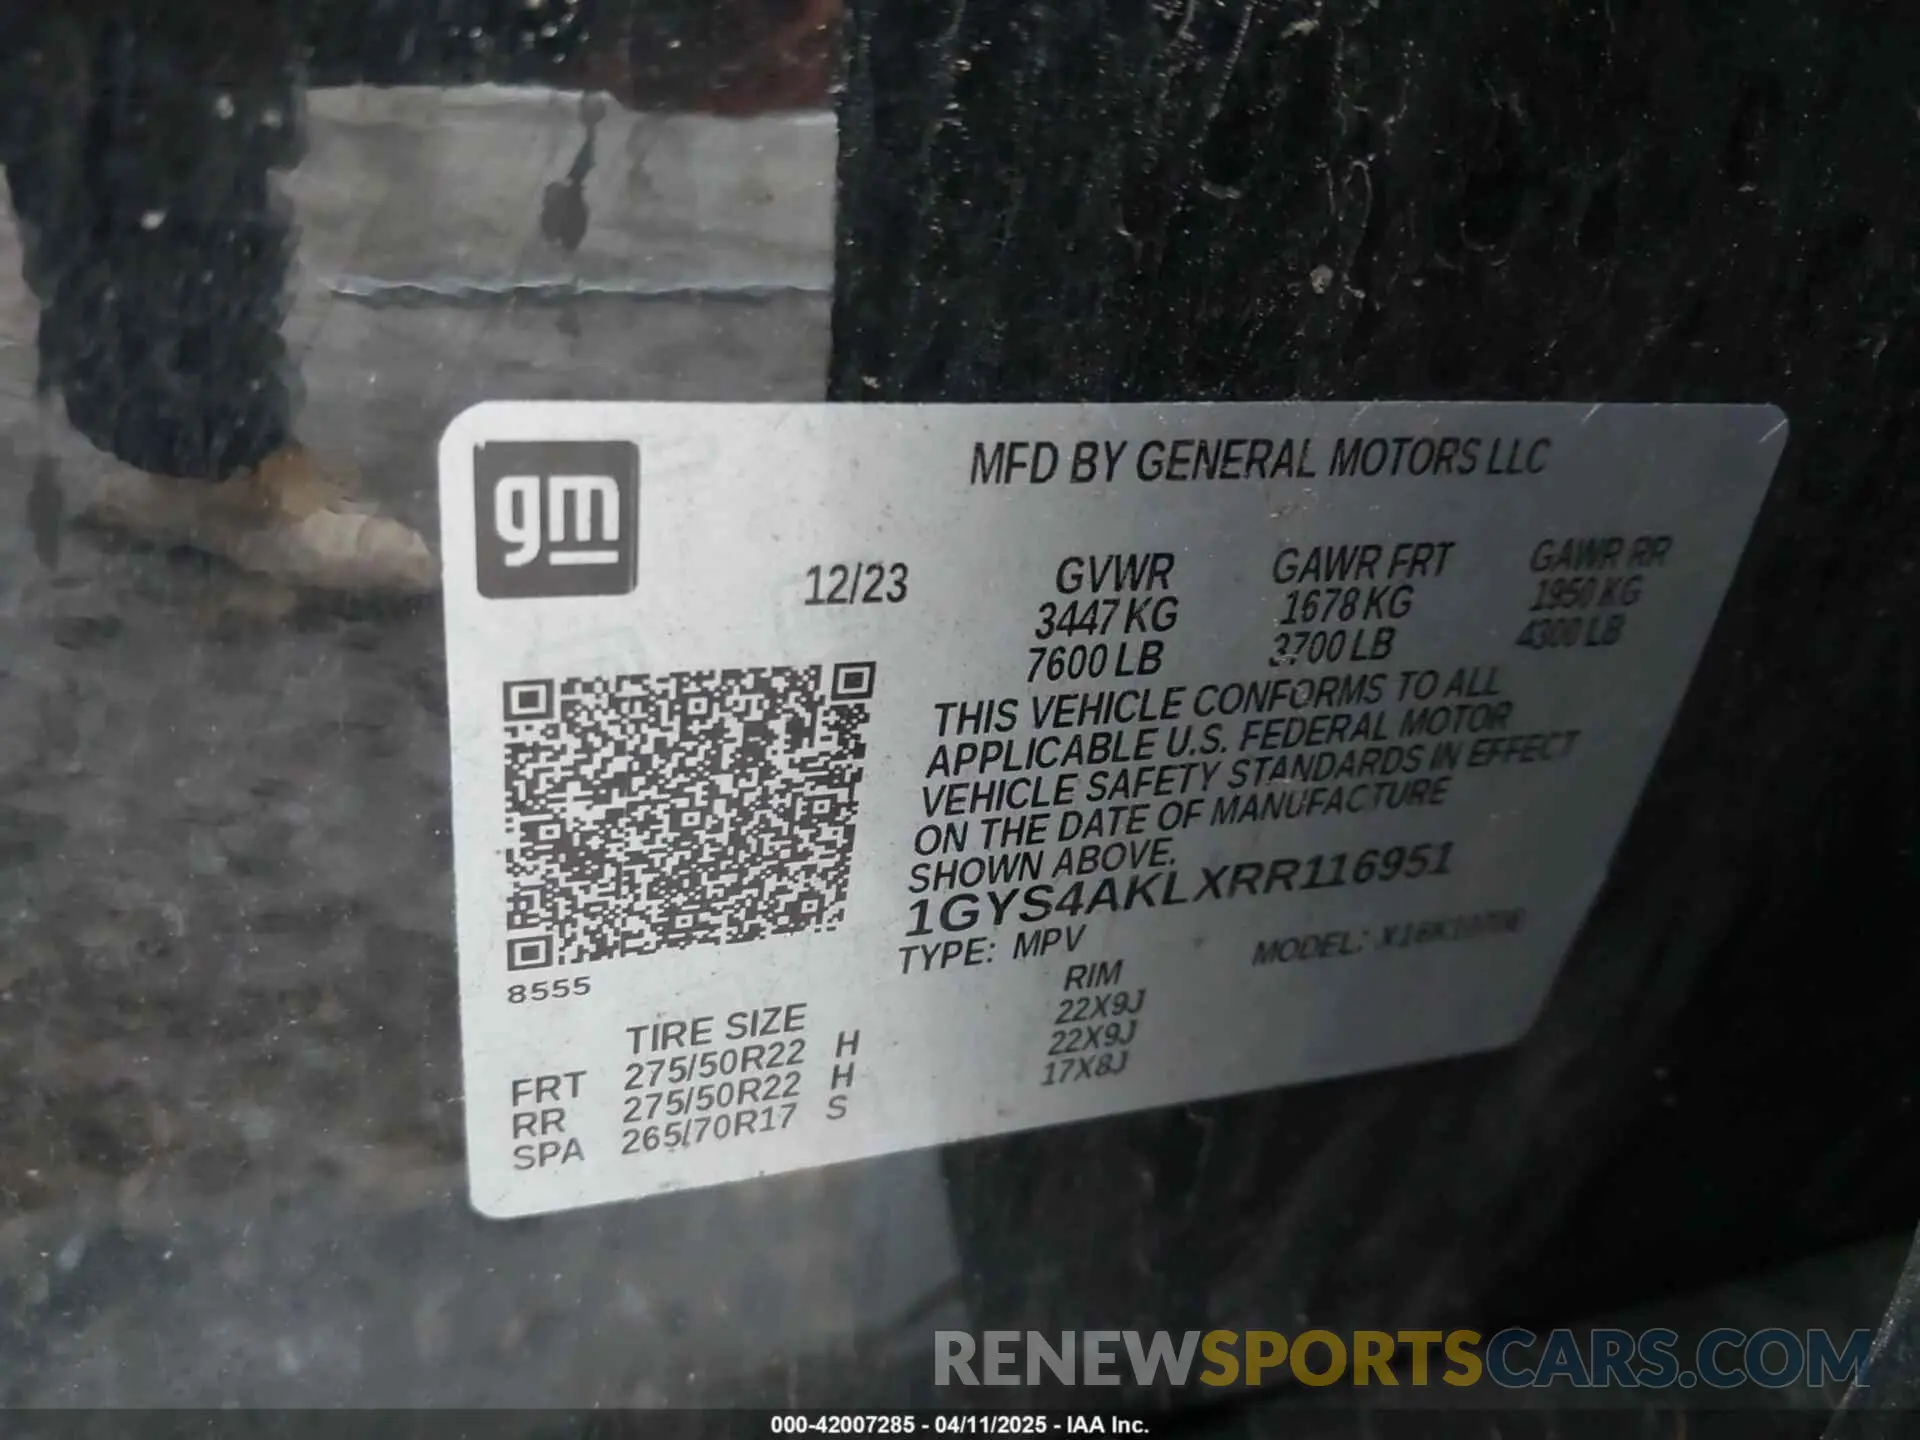 gm
MFD BY GENERAL MOTORS LLC
12/23
GVWR GAWR FRT GAWR RR
3447 KG 1678 KG 1950 KG
7600 LB 3700 LB 4300 LB
THIS VEHICLE CONFORMS TO ALL
APPLICABLE U.S. FEDERAL MOTOR
VEHICLE SAFETY STANDARDS IN EFFECT
ON THE DATE OF MANUFACTURE
SHOWN ABOVE.
1GYS4AKLXRR116951
TYPE: MPV MODEL:
8555
TIRE SIZE RIM
FRT 275/50R22 H 22X9J
RR 275/50R22 H 22X9J
SPA 265/70R17 S 17X8J
RENEWSPORTSCARS.COM
000-42007285 - 04/11/2025 - IAA Inc.